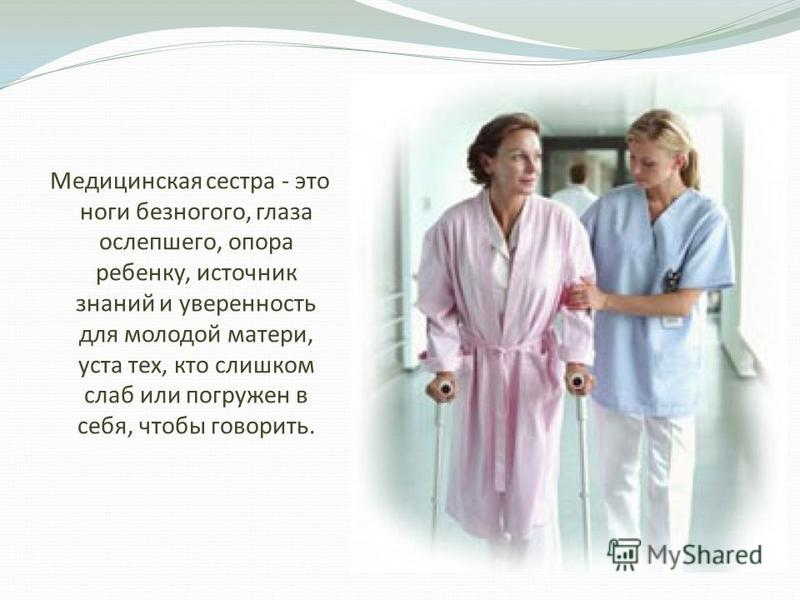 Медицинская сестра - это
ноги безногого, глаза
ослепшего, опора
ребенку, источник
знаний и уверенность
для молодой матери,
уста тех, кто слишком
слаб или погружен в
себя, чтобы говорить.
MyShared